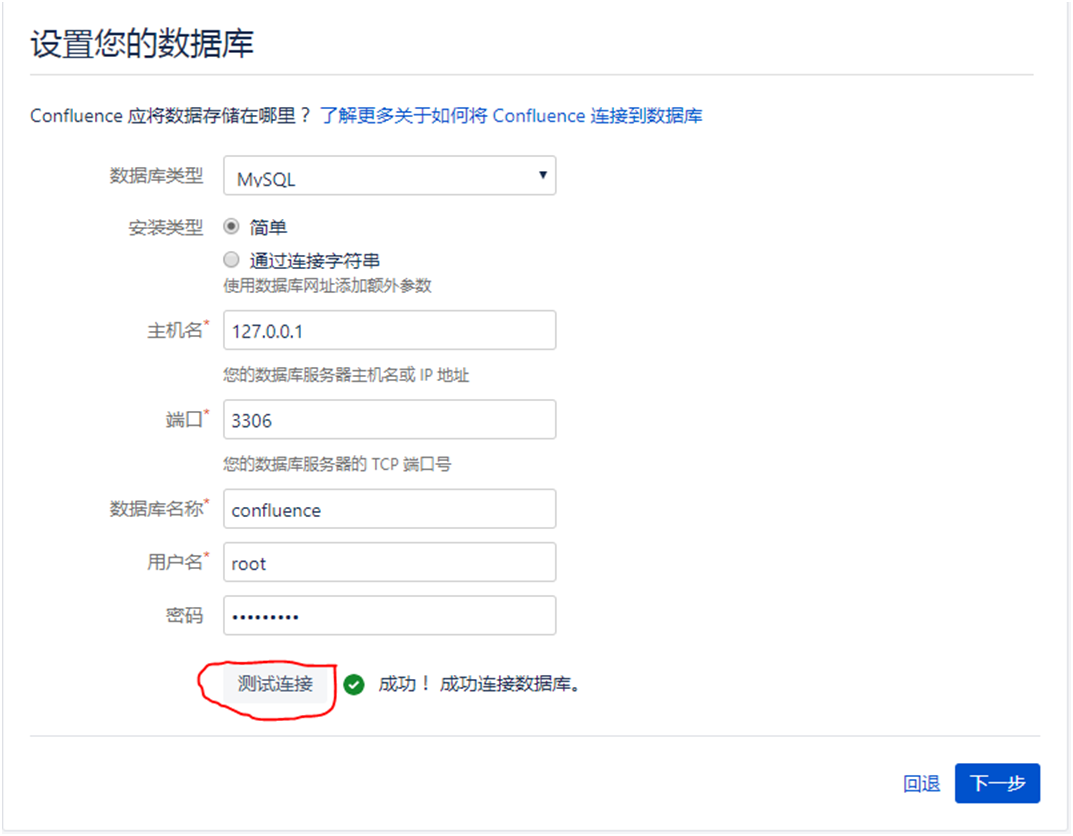 设置您的数据库
Confluence 应将数据存储在哪里？ 了解更多关于如何将 Confluence 连接到数据库
数据库类型 MySQL
安装类型 简单
通过连接字符串
使用数据库网址添加额外参数
主机名* 127.0.0.1
您的数据库服务器主机名或 IP 地址
端口* 3306
您的数据库服务器的 TCP 端口号
数据库名称* confluence
用户名* root
密码 •••••••••
测试连接 成功！ 成功连接数据库。
回退 下一步